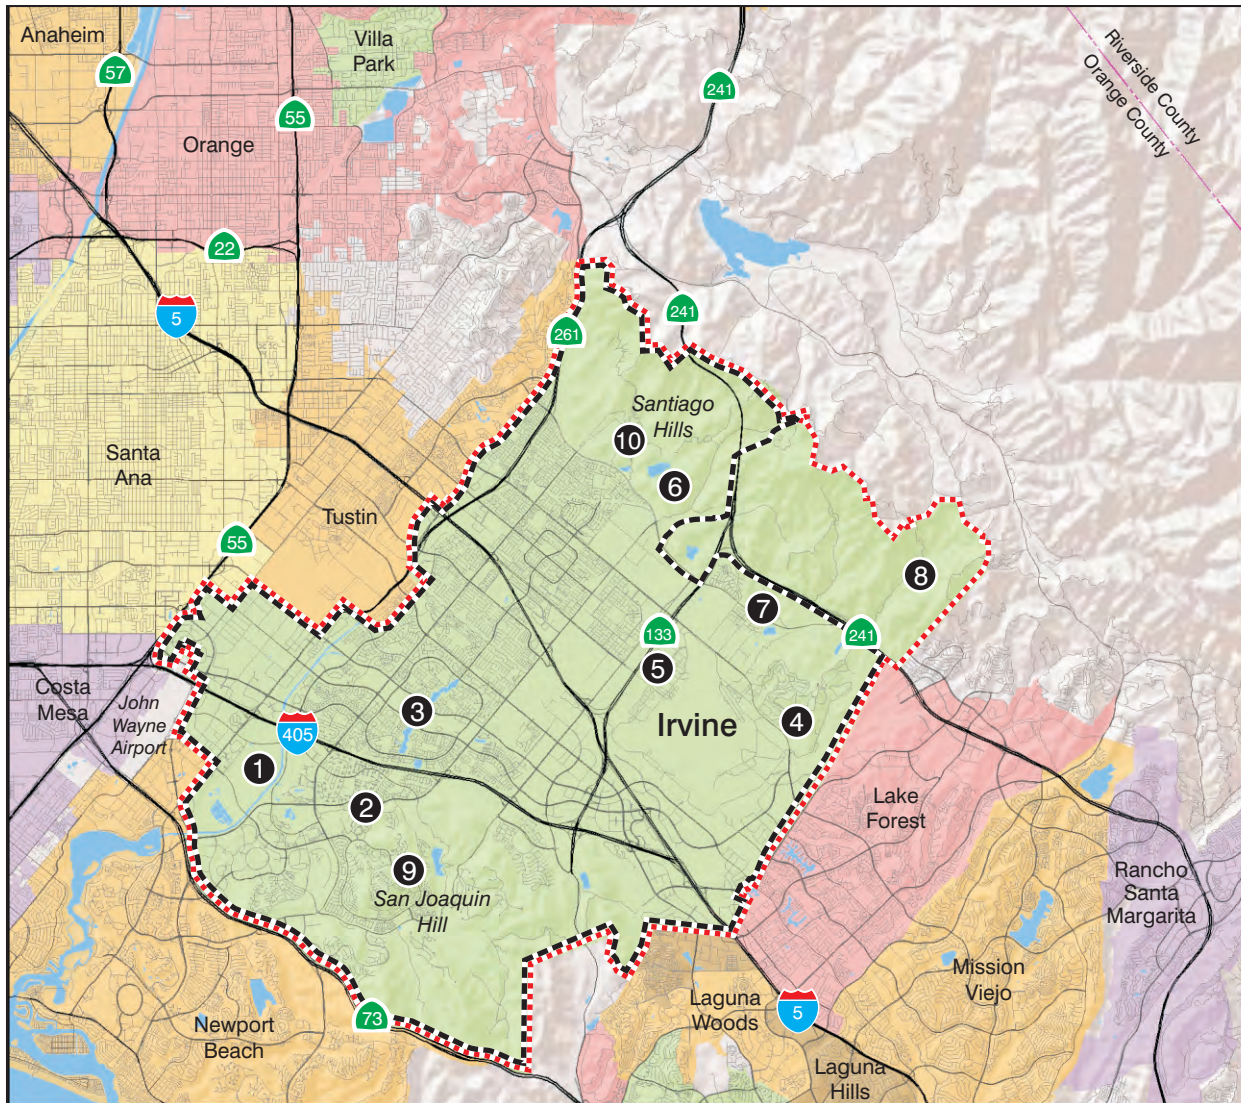 Anaheim
57
Villa
Park
241
Riverside County
Orange County
55
Orange
22
5
241
261
Santiago
Hills
10
6
Santa
Ana
Tustin
55
8
7
133
241
5
Costa
Mesa
John
Wayne
Airport
3
405
Irvine
4
1
2
Lake
Forest
9
San Joaquin
Hill
Rancho
Santa
Margarita
Mission
Viejo
Laguna
Woods
5
73
Newport
Beach
Laguna
Hills